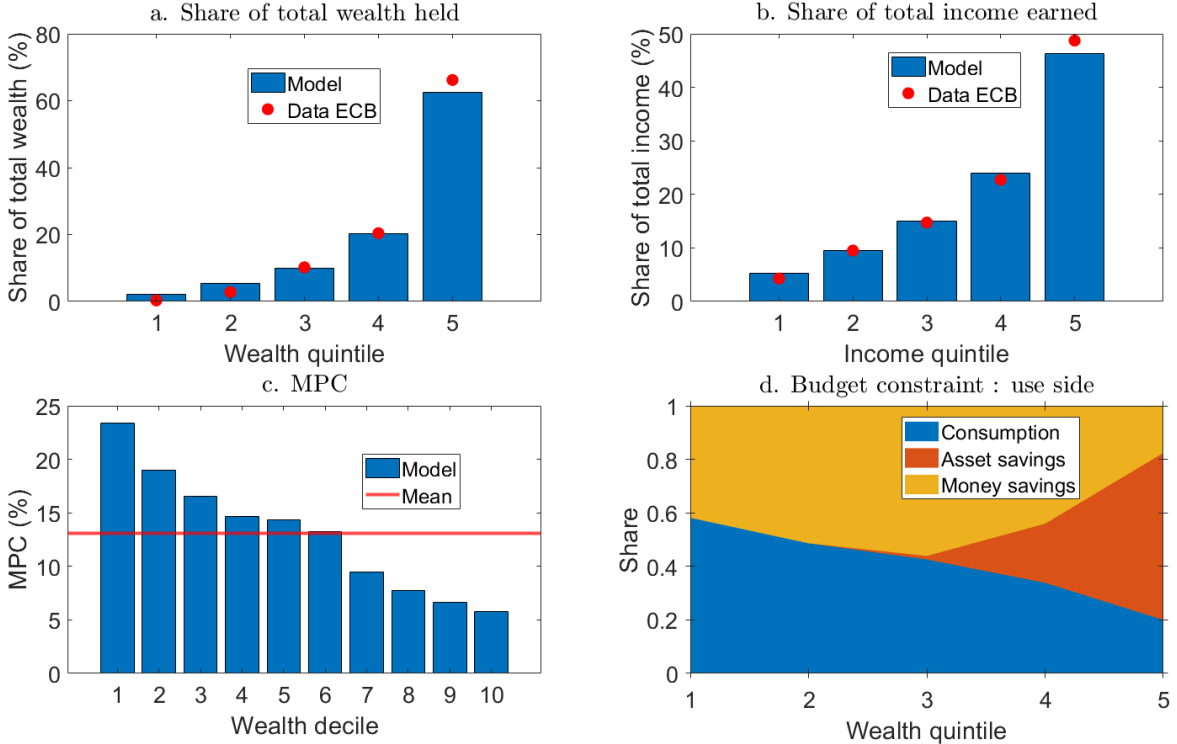 a. Share of total wealth held
Share of total wealth (%)
80
60
40
20
0
Model
Data ECB
1 2 3 4 5
Wealth quintile
b. Share of total income earned
Share of total income (%)
50
40
30
20
10
0
Model
Data ECB
1 2 3 4 5
Income quintile
c. MPC
MPC (%)
25
20
15
10
5
0
Model
Mean
1 2 3 4 5 6 7 8 9 10
Wealth decile
d. Budget constraint : use side
Share
1
0.8
0.6
0.4
0.2
0
Consumption
Asset savings
Money savings
1 2 3 4 5
Wealth quintile